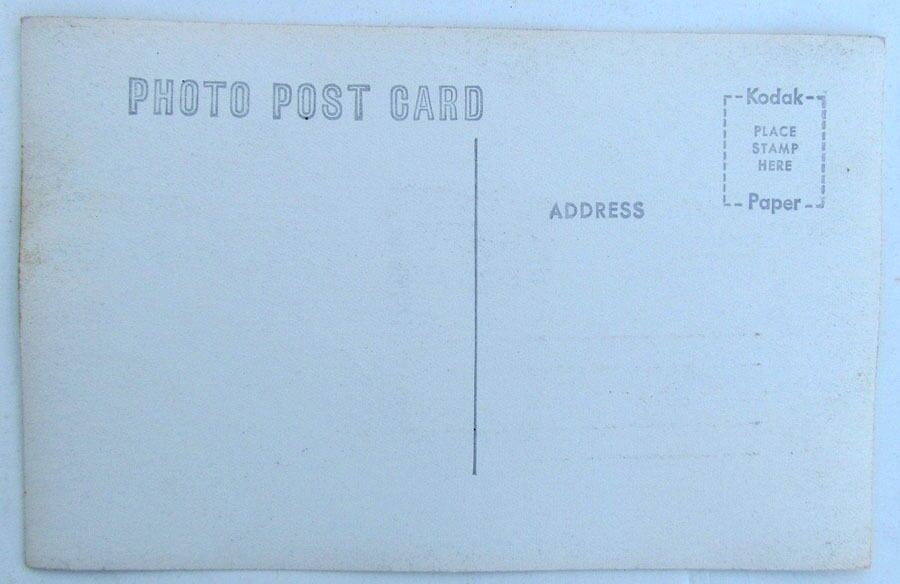 PHOTO POST CARD
Kodak
PLACE
STAMP
HERE
Paper
ADDRESS